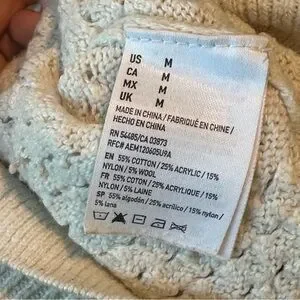 US M
CA M
MX M
UK M
MADE IN CHINA / FABRIQUÉ EN CHINE /
HECHO EN CHINA
RN 54485/CA 03873
RFC# AEM120605U9A
EN 55% COTTON / 25% ACRYLIC / 15%
NYLON / 5% WOOL
FR 55% COTON / 25% ACRYLIQUE / 15%
NYLON / 5% LAINE
SP 55% algodón / 25% acrílico / 15% nylon /
5% lana